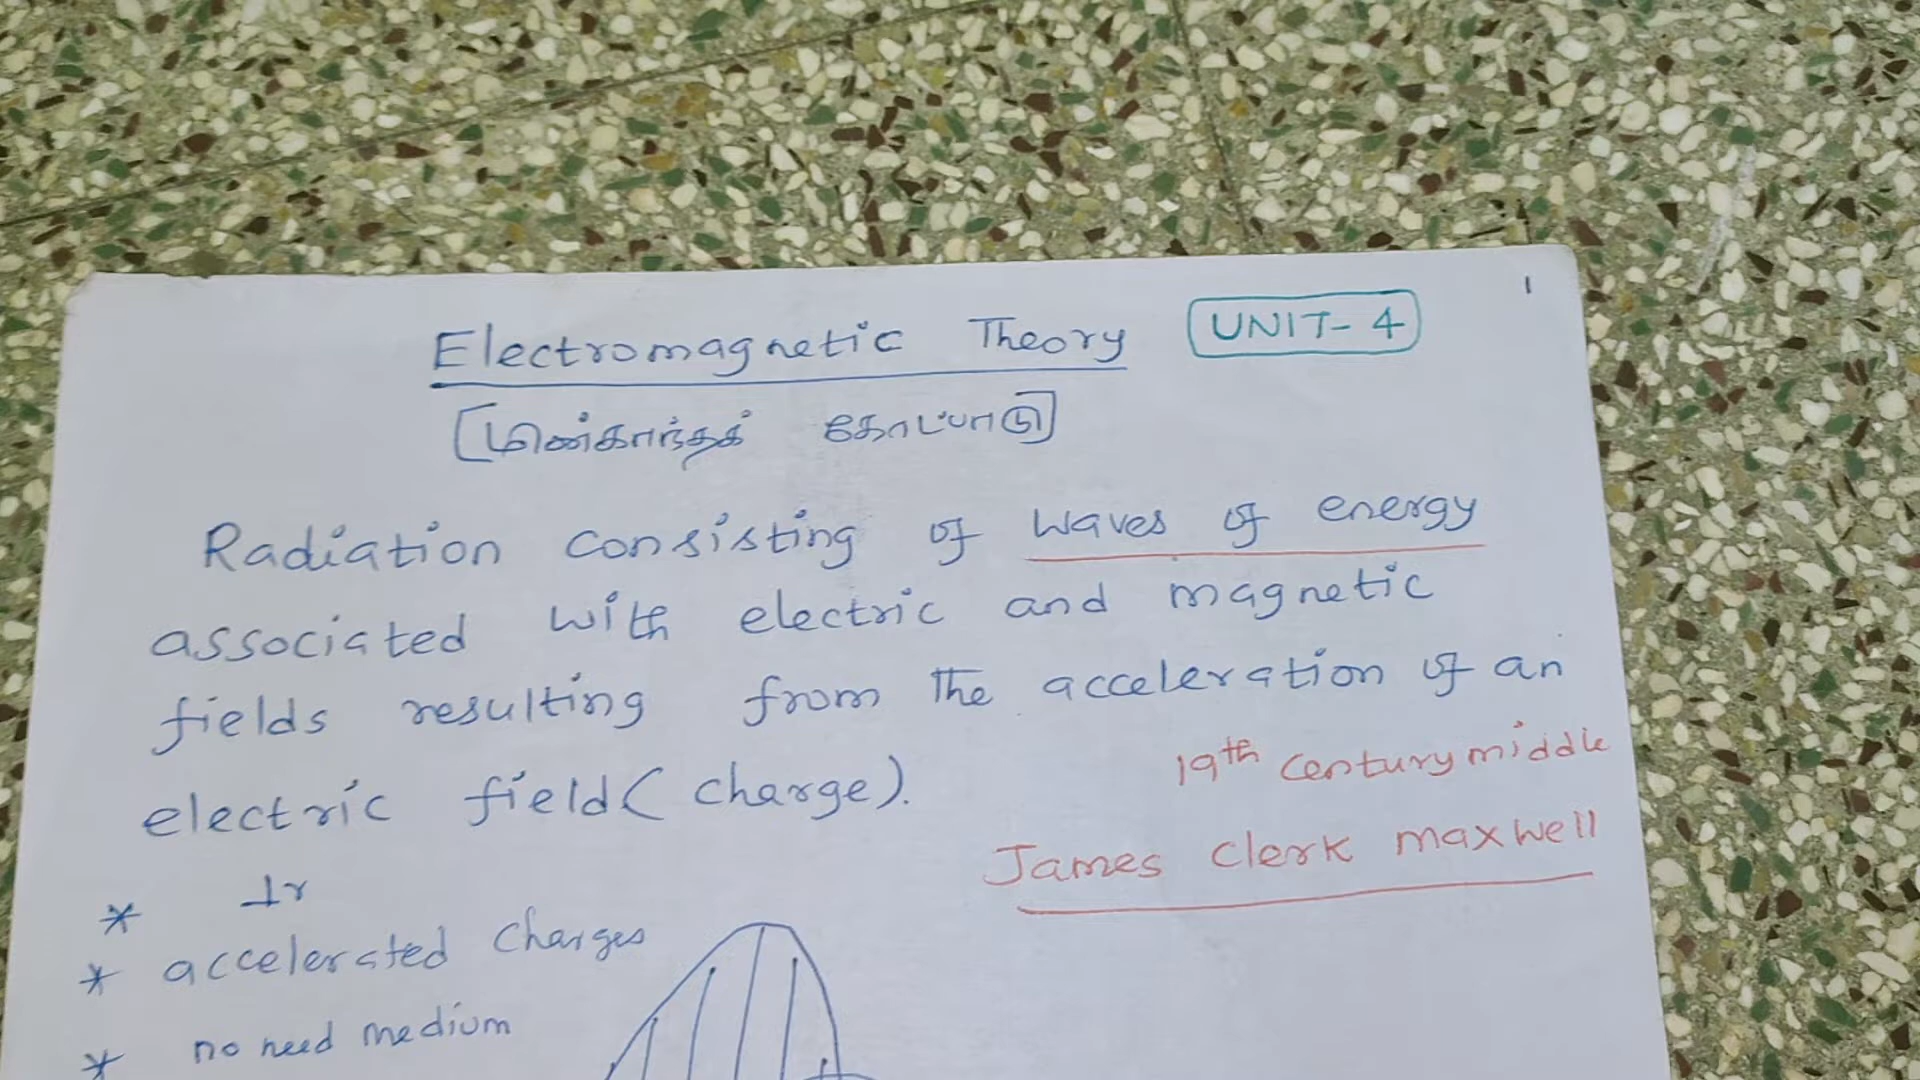 1
Electromagnetic Theory UNIT-4
[மின்காந்தக் கோட்பாடு]
Radiation consisting of waves of energy
associated with electric and magnetic
fields resulting from the acceleration of an
electric field (charge).
19th century middle
James Clerk maxwell
* ⊥r
* accelerated charges
* no need medium